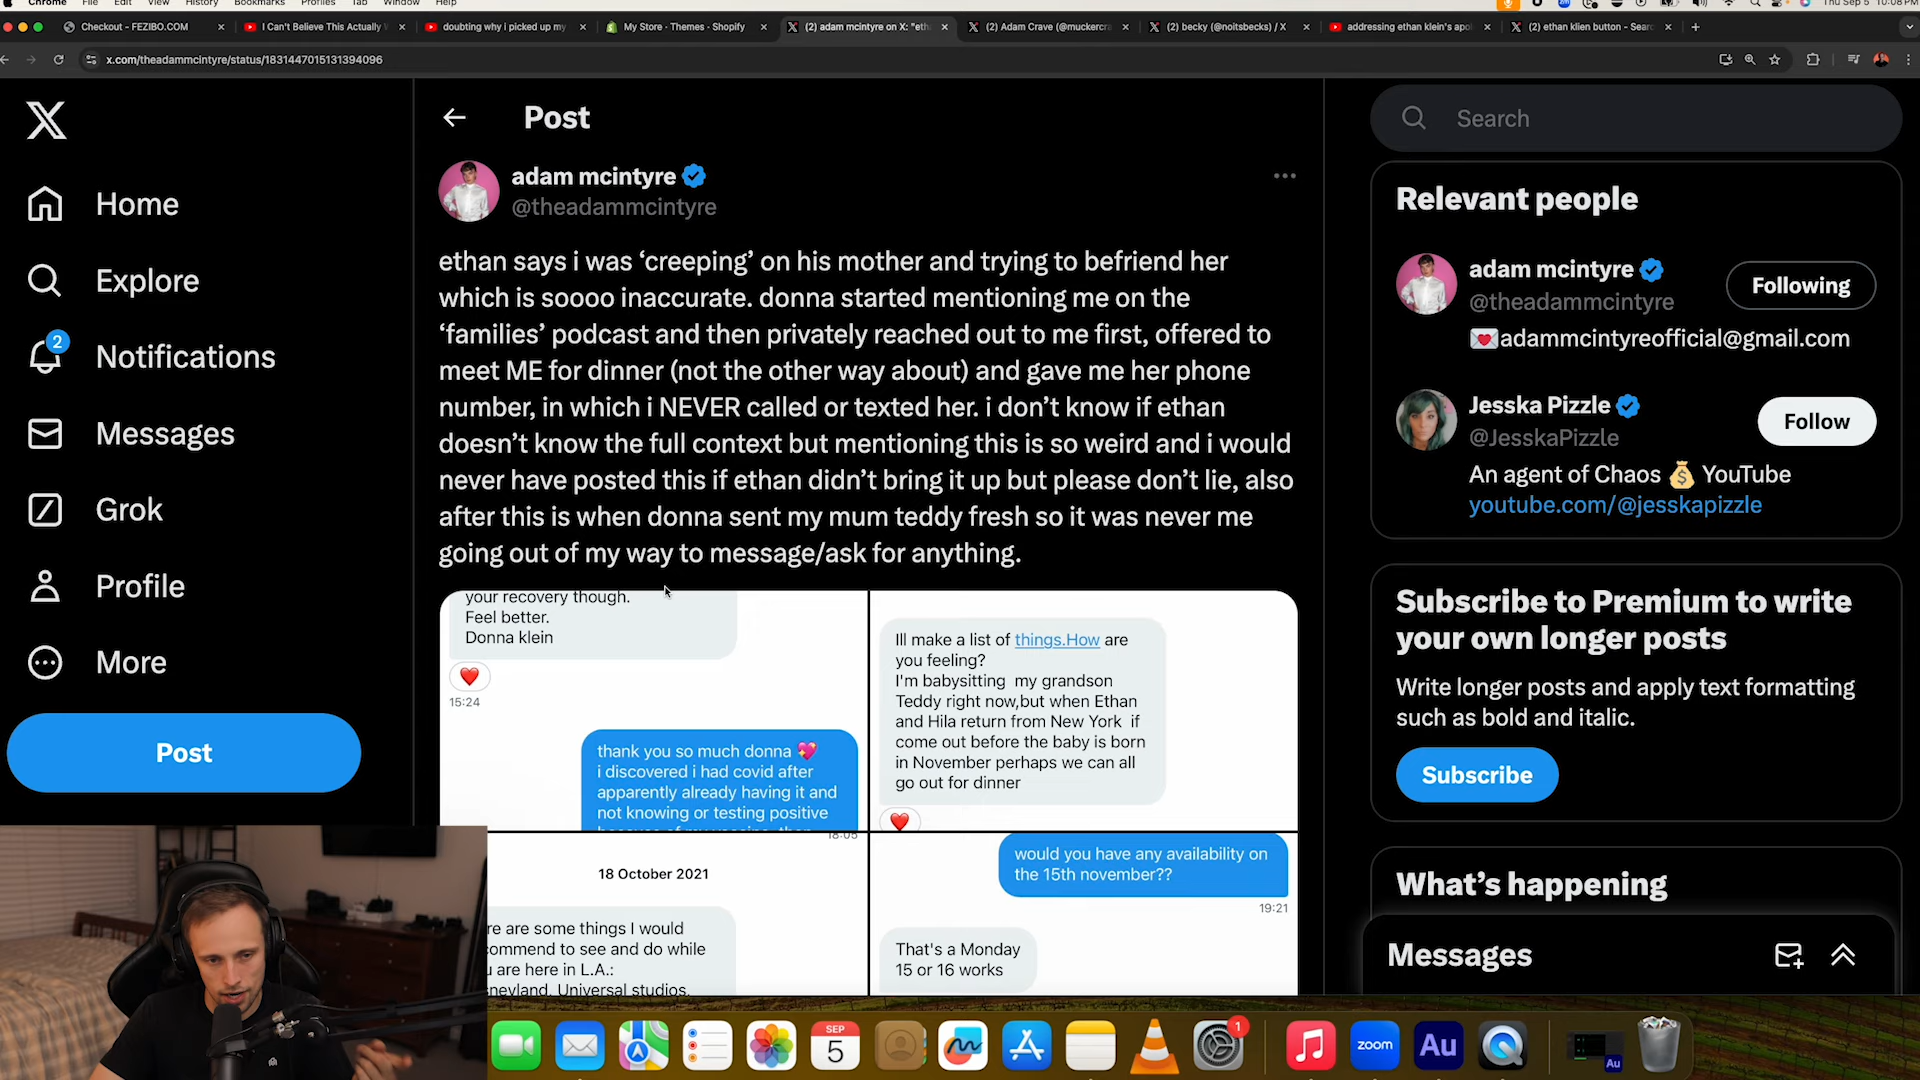 Chrome File Edit View History Bookmarks Profiles Tab Window Help
Thu Sep 5 10:08 PM
Checkout - FEZIBO.COM
I Can't Believe This Actually
doubting why i picked up my
My Store · Themes · Shopify
(2) adam mcintyre on X: "eth
(2) Adam Crave (@muckercra
(2) becky (@noitsbecks) / X
addressing ethan klein's apol
(2) ethan klien button - Sear
x.com/theadammcintyre/status/1831447015131394096
Home
Explore
2
Notifications
Messages
Grok
Profile
More
Post
Post
adam mcintyre
@theadammcintyre
ethan says i was ‘creeping’ on his mother and trying to befriend her
which is soooo inaccurate. donna started mentioning me on the
‘families’ podcast and then privately reached out to me first, offered to
meet ME for dinner (not the other way about) and gave me her phone
number, in which i NEVER called or texted her. i don’t know if ethan
doesn’t know the full context but mentioning this is so weird and i would
never have posted this if ethan didn’t bring it up but please don’t lie, also
after this is when donna sent my mum teddy fresh so it was never me
going out of my way to message/ask for anything.
your recovery though.
Feel better.
Donna klein
15:24
thank you so much donna 💖
i discovered i had covid after
apparently already having it and
not knowing or testing positive
18:05
Ill make a list of things.How are
you feeling?
I'm babysitting my grandson
Teddy right now,but when Ethan
and Hila return from New York if
come out before the baby is born
in November perhaps we can all
go out for dinner
18 October 2021
re are some things I would
commend to see and do while
u are here in L.A.:
sneyland, Universal studios,
would you have any availability on
the 15th november??
19:21
That's a Monday
15 or 16 works
Search
Relevant people
adam mcintyre
@theadammcintyre
Following
💌adammcintyreofficial@gmail.com
Jesska Pizzle
@JesskaPizzle
Follow
An agent of Chaos 💰 YouTube
youtube.com/@jesskapizzle
Subscribe to Premium to write
your own longer posts
Write longer posts and apply text formatting
such as bold and italic.
Subscribe
What’s happening
Messages
SEP
5
1
zoom
Au
Au